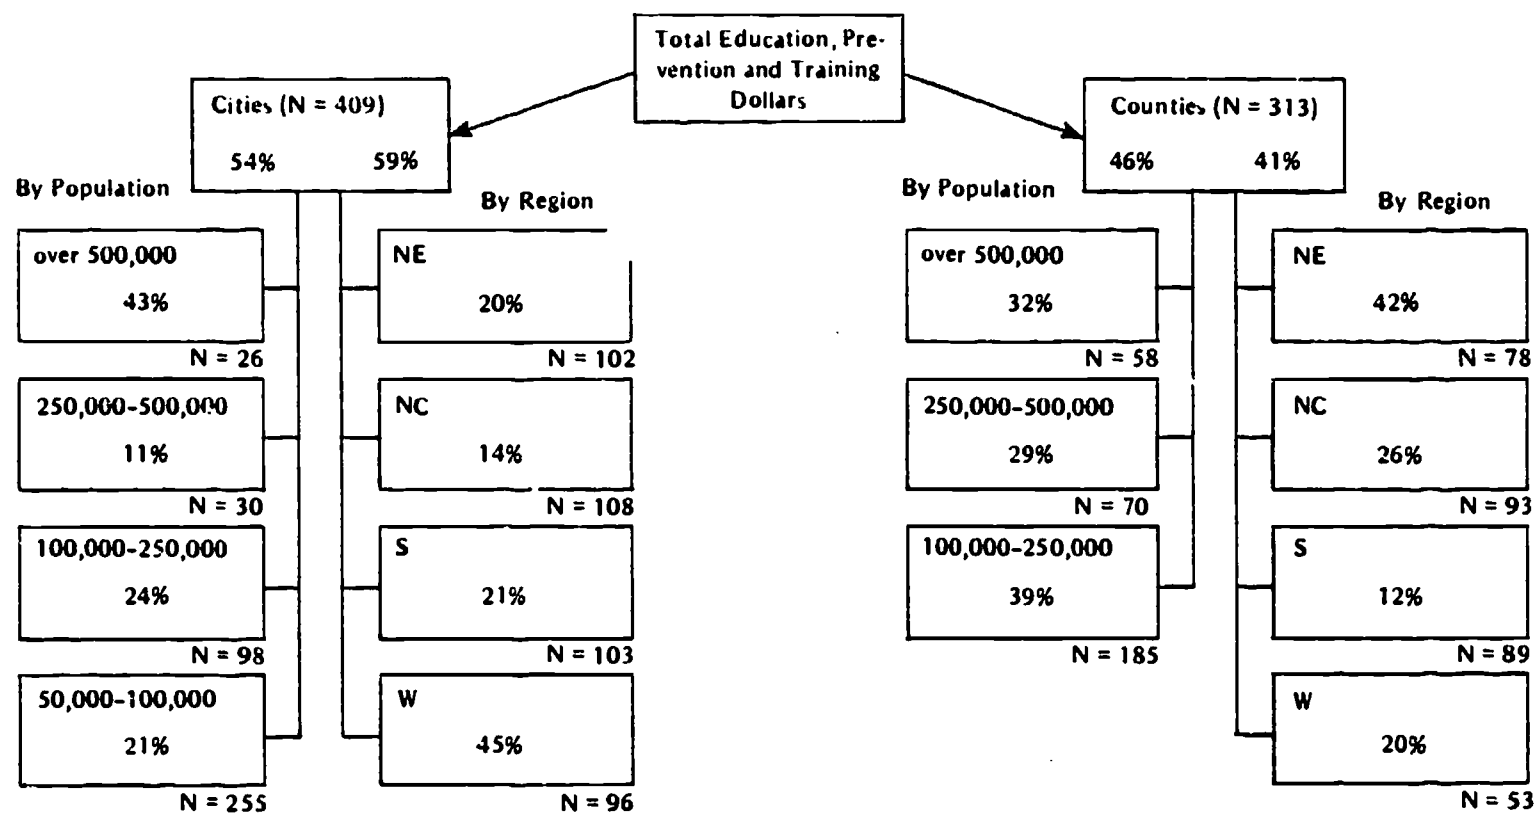 Total Education, Pre-
vention and Training
Dollars
Cities (N = 409)
54% 59%
By Population
over 500,000
43%
N = 26
250,000-500,000
11%
N = 30
100,000-250,000
24%
N = 98
50,000-100,000
21%
N = 255
By Region
NE
20%
N = 102
NC
14%
N = 108
S
21%
N = 103
W
45%
N = 96
Counties (N = 313)
46% 41%
By Population
over 500,000
32%
N = 58
250,000-500,000
29%
N = 70
100,000-250,000
39%
N = 185
By Region
NE
42%
N = 78
NC
26%
N = 93
S
12%
N = 89
W
20%
N = 53